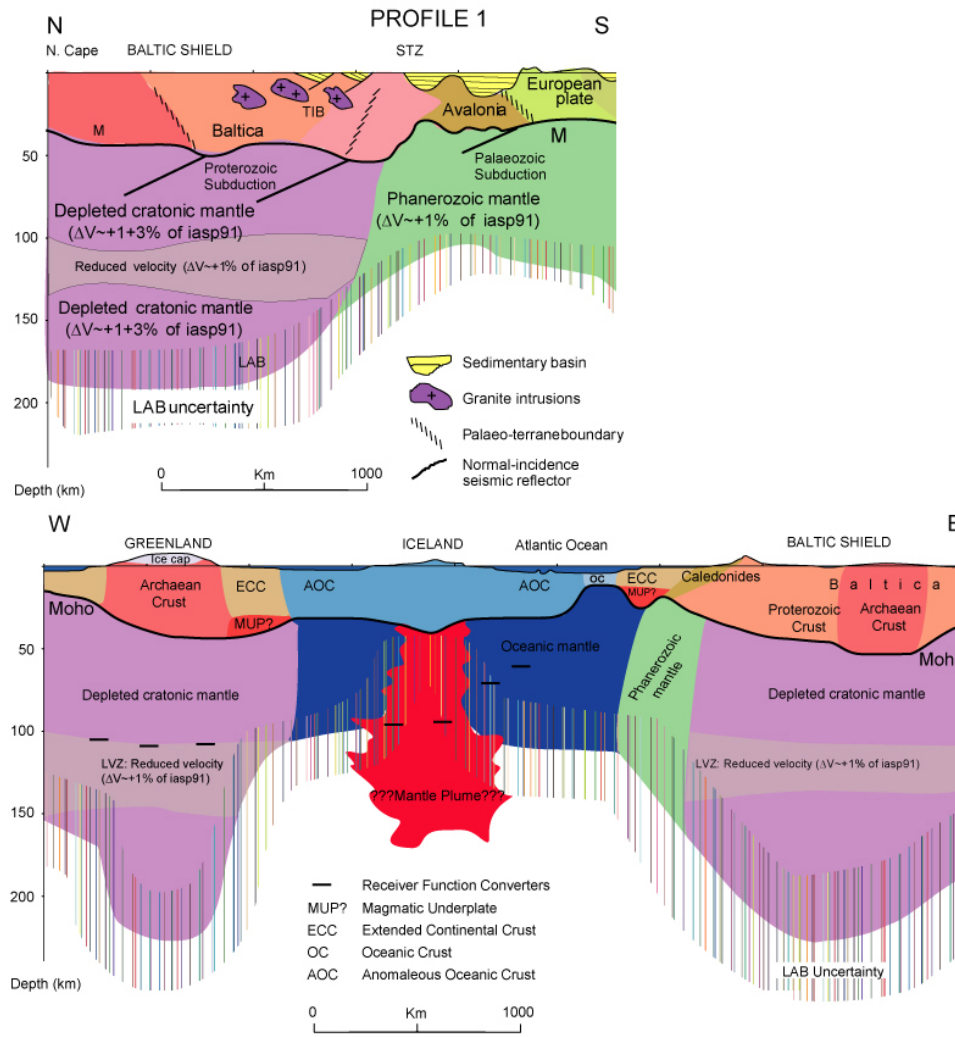 PROFILE 1
N
S
N. Cape
BALTIC SHIELD
STZ
TIB
M
Baltica
Avalonia
European
plate
M
50
Proterozoic
Subduction
Palaeozoic
Subduction
Depleted cratonic mantle
(ΔV~+1+3% of iasp91)
Phanerozoic mantle
(ΔV~+1% of iasp91)
100
Reduced velocity (ΔV~+1% of iasp91)
Depleted cratonic mantle
(ΔV~+1+3% of iasp91)
150
LAB
200
LAB uncertainty
Sedimentary basin
Granite intrusions
Palaeo-terraneboundary
Normal-incidence
seismic reflector
0
Km
1000
Depth (km)
W
E
GREENLAND
ICELAND
Atlantic Ocean
BALTIC SHIELD
Ice cap
Archaean
Crust
ECC
AOC
AOC
OC
ECC
Caledonides
Baltica
Moho
MUP?
MUP?
Proterozoic
Crust
Archaean
Crust
Moh
50
Oceanic mantle
Phanerozoic
mantle
Depleted cratonic mantle
Depleted cratonic mantle
100
LVZ: Reduced velocity
(ΔV~+1% of iasp91)
LVZ: Reduced velocity (ΔV~+1% of iasp91)
???Mantle Plume???
150
200
Receiver Function Converters
MUP? Magmatic Underplate
ECC Extended Continental Crust
OC Oceanic Crust
AOC Anomaleous Oceanic Crust
LAB Uncertainty
Depth (km)
0
Km
1000